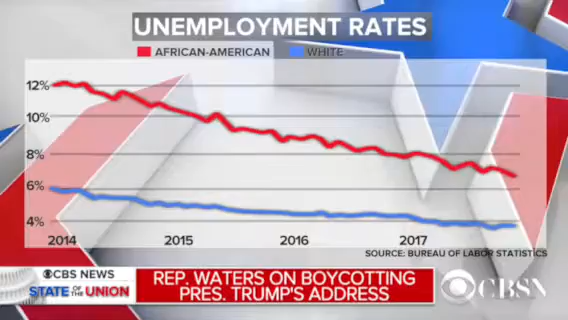 UNEMPLOYMENT RATES
AFRICAN-AMERICAN WHITE
12%
10%
8%
6%
4%
2014 2015 2016 2017
SOURCE: BUREAU OF LABOR STATISTICS
CBS NEWS
STATE OF THE UNION
REP. WATERS ON BOYCOTTING
PRES. TRUMP'S ADDRESS
CBSN